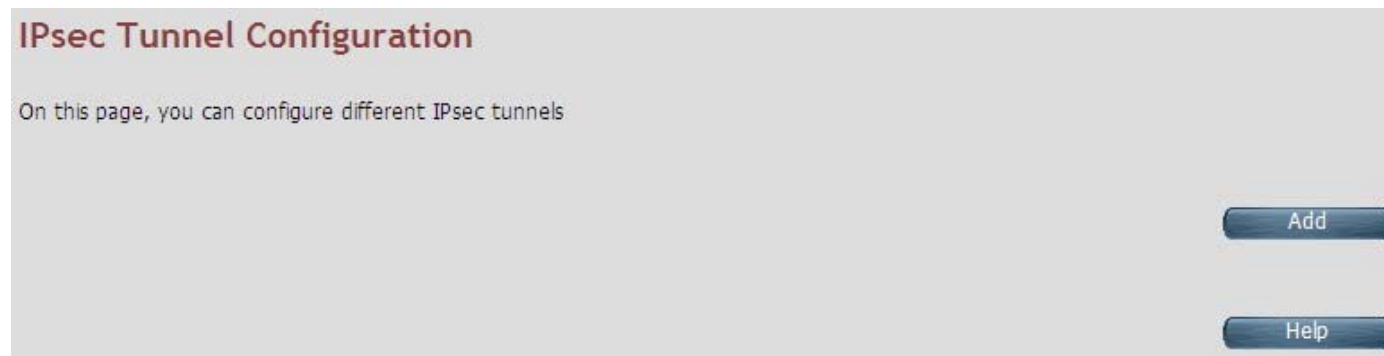 IPsec Tunnel Configuration
On this page, you can configure different IPsec tunnels
Add
Help